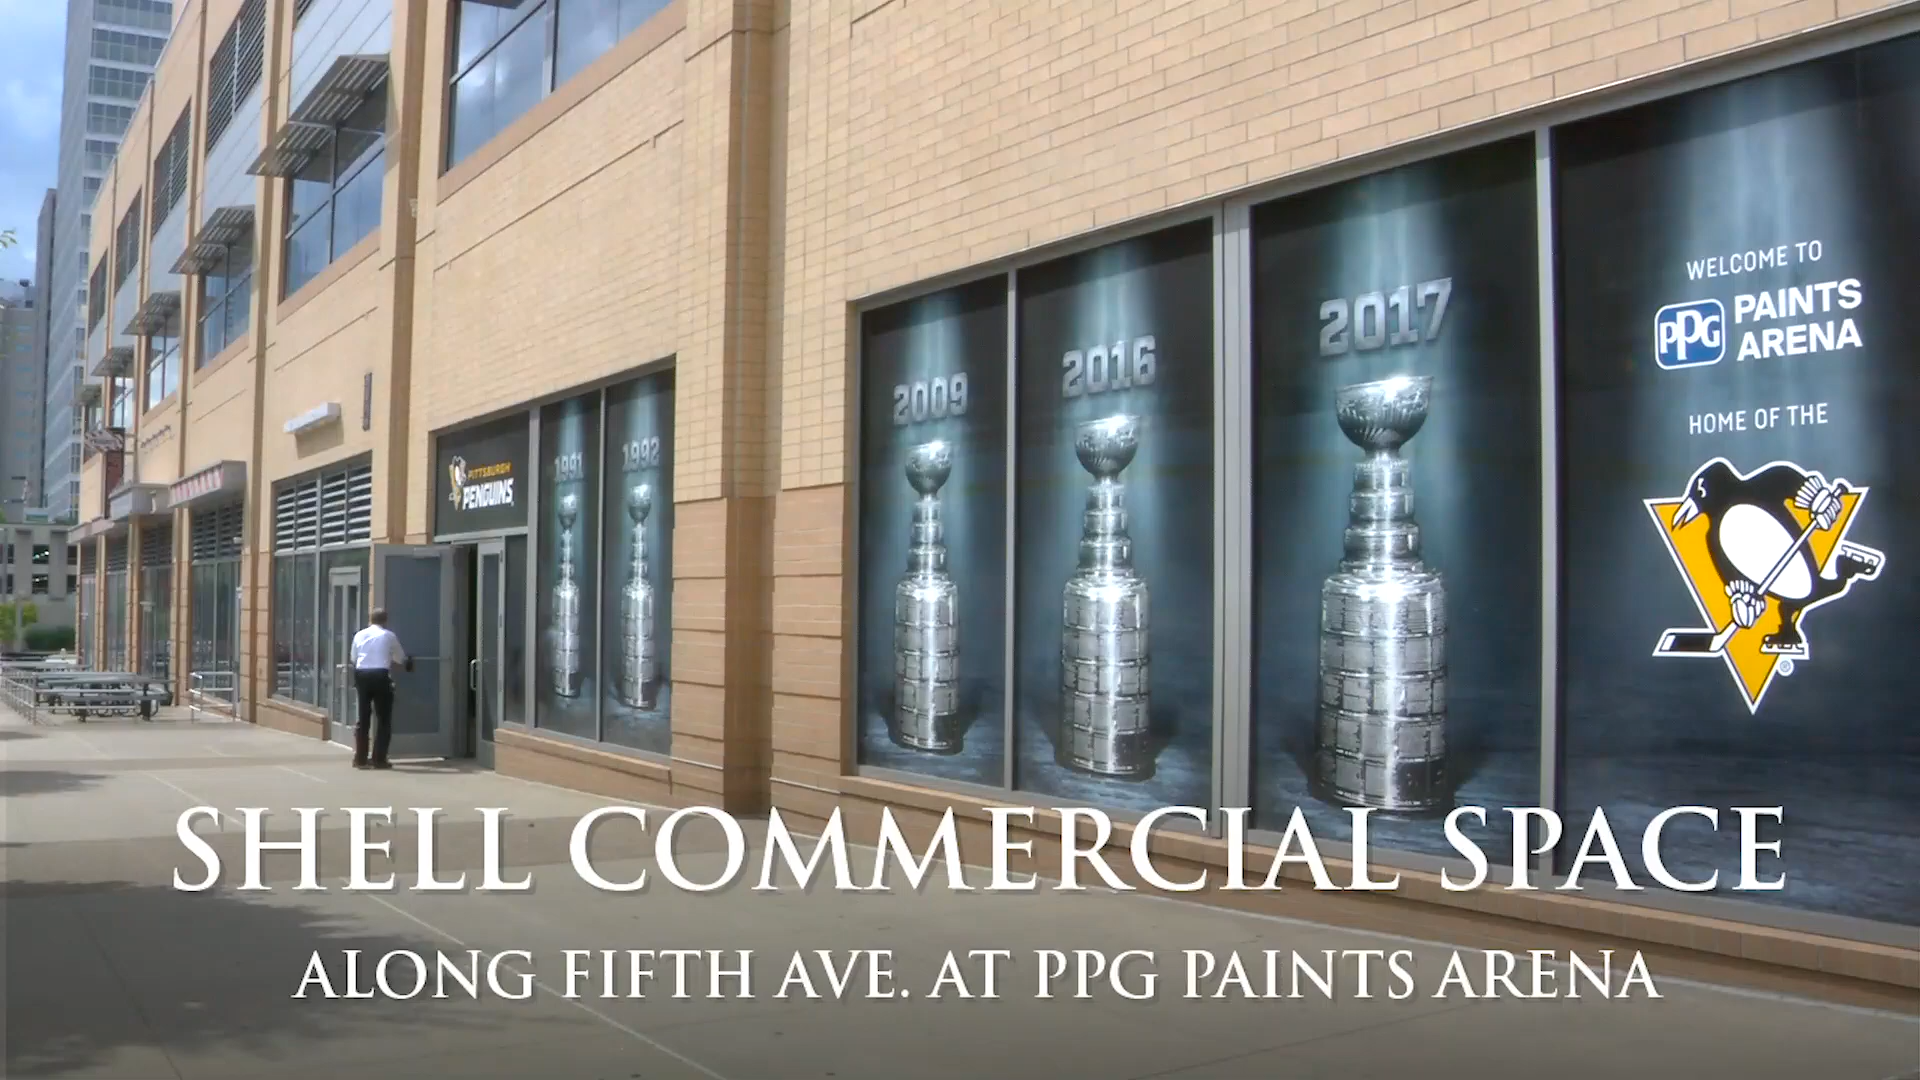 PITTSBURGH
PENGUINS
1991
1992
2009
2016
2017
WELCOME TO
PPG PAINTS
ARENA
HOME OF THE
SHELL COMMERCIAL SPACE
ALONG FIFTH AVE. AT PPG PAINTS ARENA